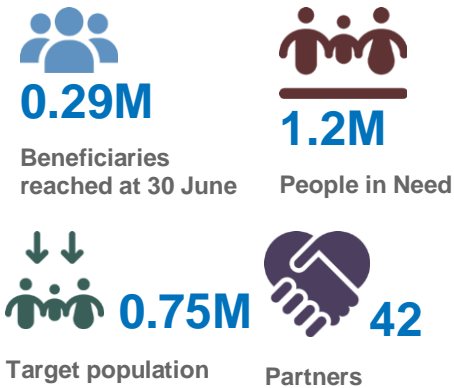 0.29M
Beneficiaries
reached at 30 June
1.2M
People in Need
0.75M
Target population
42
Partners